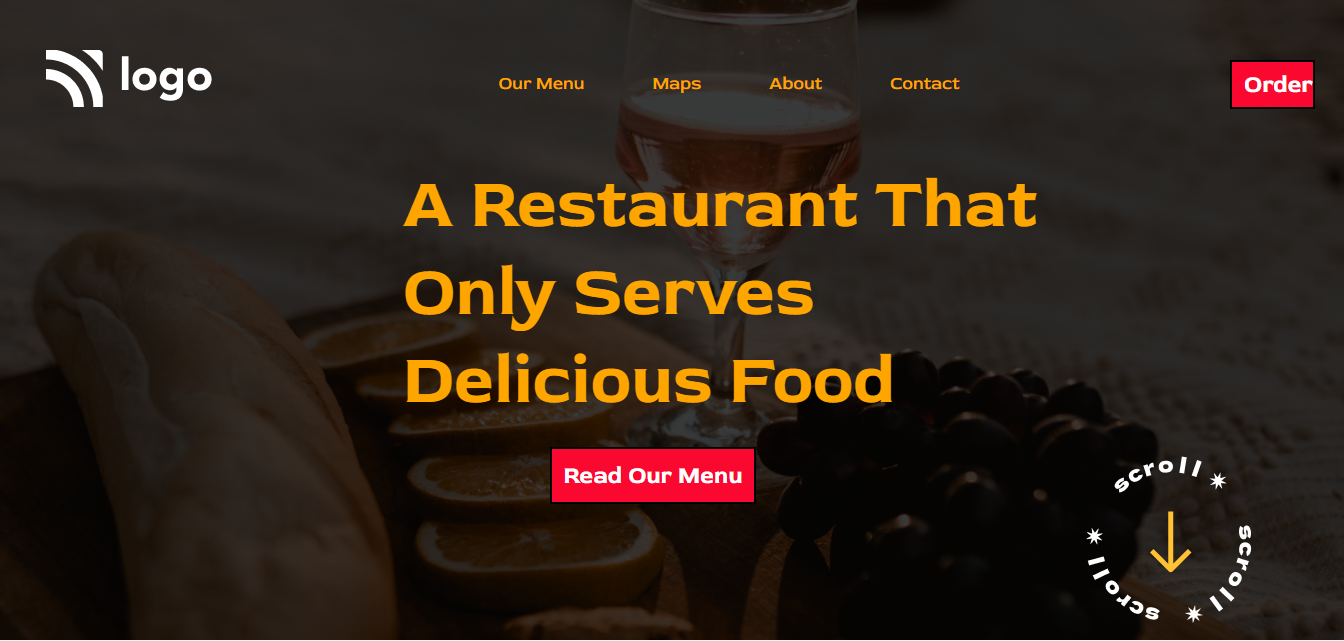 logo
Our Menu Maps About Contact
Order
A Restaurant That
Only Serves
Delicious Food
Read Our Menu
scroll
scroll
scroll